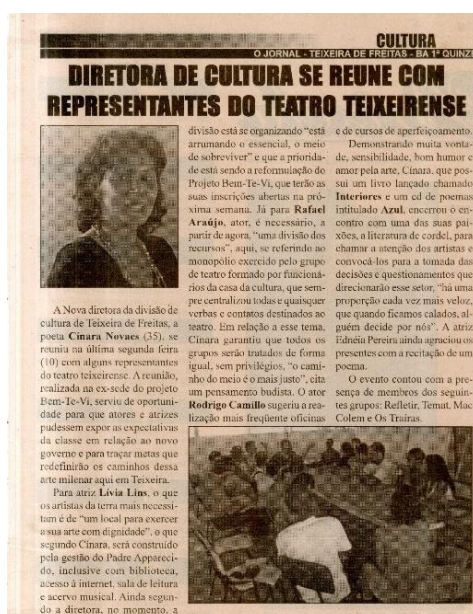 CULTURA
O JORNAL - TEIXEIRA DE FREITAS - BA 1ª QUINZE
DIRETORA DE CULTURA SE REUNE COM
REPRESENTANTES DO TEATRO TEIXEIRENSE
A Nova diretora da divisão de
cultura de Teixeira de Freitas, a
poeta Cinara Novaes (35), se
reuniu na última segunda feira
(10) com alguns representantes
do teatro teixeirense. A reunião,
realizada na ex-sede do projeto
Bem-Te-Vi, serviu de oportuni-
dade para que atores e atrizes
pudessem expor as expectativas
da classe em relação ao novo
governo e para traçar metas que
redefinirão os caminhos dessa
arte milenar aqui em Teixeira.
Para atriz Lívia Lins, o que
os artistas da terra mais necessi-
tam é de "um local para exercer
a sua arte com dignidade", o que
segundo Cinara, será construído
pela gestão do Padre Apareci-
do, inclusive com biblioteca,
acesso à internet, sala de leitura
e acervo musical. Ainda segun-
do a diretora, no momento, a
divisão está se organizando "está
arrumando o essencial, o meio
de sobreviver" e que a priorida-
de está sendo a reformulação do
Projeto Bem-Te-Vi, que terão as
suas inscrições abertas na pró-
xima semana. Já para Rafael
Araújo, ator, é necessário, a
partir de agora, "uma divisão dos
recursos", aqui, se referindo ao
monopólio exercido pelo grupo
de teatro formado por funcioná-
rios da casa da cultura, que sem-
pre centralizou todas e quaisquer
verbas e contatos destinados ao
teatro. Em relação a esse tema,
Cinara garantiu que todos os
grupos serão tratados de forma
igual, sem privilégios, "o cami-
nho do meio é o mais justo", cita
um pensamento budista. O ator
Rodrigo Camillo sugeriu a rea-
lização mais freqüente oficinas
e de cursos de aperfeiçoamento.
Demonstrando muita vonta-
de, sensibilidade, bom humor e
amor pela arte, Cinara, que pos-
sui um livro lançado chamado
Interiores e um cd de poemas
intitulado Azul, encerrou o en-
contro com uma das suas pai-
xões, a literatura de cordel, para
chamar a atenção dos artistas e
convocá-los para a tomada das
decisões e questionamentos que
direcionarão esse setor, "há uma
proporção cada vez mais veloz,
que quando ficamos calados, al-
guém decide por nós". A atriz
Ednéia Pereira ainda agraciou os
presentes com a recitação de um
poema.
O evento contou com a pre-
sença de membros dos seguin-
tes grupos: Refletir, Temat, Mac
Colem e Os Trairas.